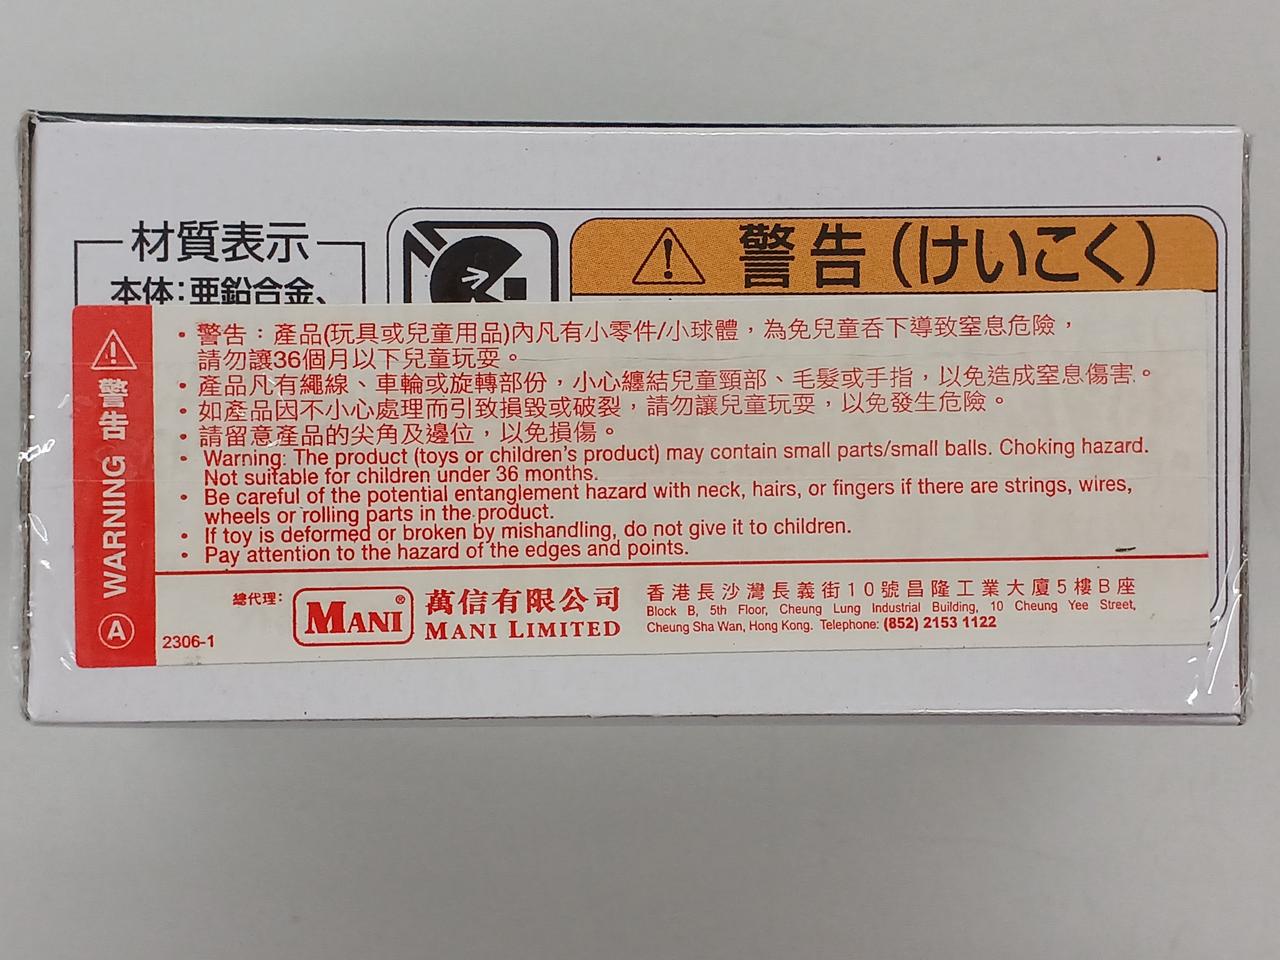 材質表示
本体:亜鉛合金、
警告(けいこく)
警告 WARNING A
• 警告：產品(玩具或兒童用品)內凡有小零件/小球體，為免兒童吞下導致窒息危險，
請勿讓36個月以下兒童玩耍。
• 產品凡有繩線、車輪或旋轉部份，小心纏結兒童頸部、毛髮或手指，以免造成窒息傷害。
• 如產品因不小心處理而引致損毀或破裂，請勿讓兒童玩耍，以免發生危險。
• 請留意產品的尖角及邊位，以免損傷。
• Warning: The product (toys or children's product) may contain small parts/small balls. Choking hazard.
Not suitable for children under 36 months.
• Be careful of the potential entanglement hazard with neck, hairs, or fingers if there are strings, wires,
wheels or rolling parts in the product.
• If toy is deformed or broken by mishandling, do not give it to children.
• Pay attention to the hazard of the edges and points.
2306-1
總代理：
MANI®
萬信有限公司
MANI LIMITED
香港長沙灣長義街10號昌隆工業大廈5樓B座
Block B, 5th Floor, Cheung Lung Industrial Building, 10 Cheung Yee Street,
Cheung Sha Wan, Hong Kong. Telephone: (852) 2153 1122